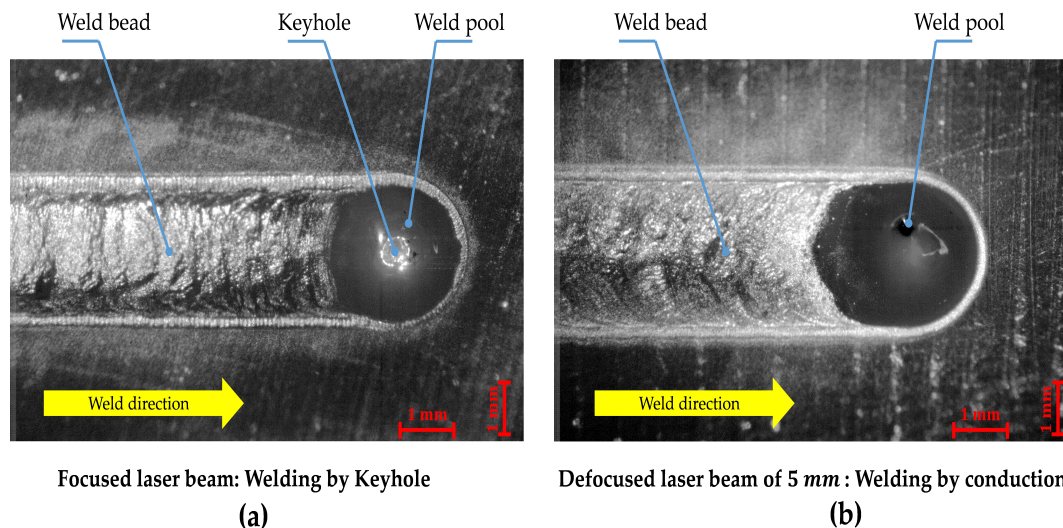 Weld bead
Keyhole
Weld pool
Weld bead
Weld pool
Weld direction
1 mm
1 mm
Weld direction
1 mm
1 mm
Focused laser beam: Welding by Keyhole
Defocused laser beam of 5 mm : Welding by conduction
(a)
(b)